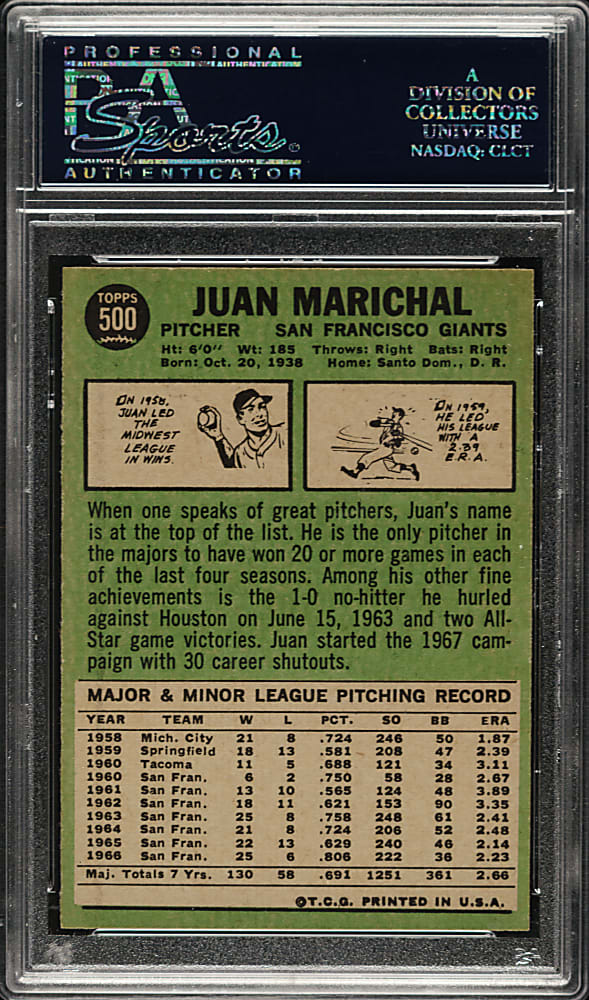 PROFESSIONAL
PSA
Sports
AUTHENTICATOR
A
DIVISION OF
COLLECTORS
UNIVERSE
NASDAQ: CLCT
TOPPS
500
JUAN MARICHAL
PITCHER SAN FRANCISCO GIANTS
Ht: 6'0" Wt: 185 Throws: Right Bats: Right
Born: Oct. 20, 1938 Home: Santo Dom., D. R.
IN 1958,
JUAN LED
THE
MIDWEST
LEAGUE
IN WINS.
IN 1959,
HE LED
HIS LEAGUE
WITH A
2.39
E.R.A.
When one speaks of great pitchers, Juan's name
is at the top of the list. He is the only pitcher in
the majors to have won 20 or more games in each
of the last four seasons. Among his other fine
achievements is the 1-0 no-hitter he hurled
against Houston on June 15, 1963 and two All-
Star game victories. Juan started the 1967 cam-
paign with 30 career shutouts.
MAJOR & MINOR LEAGUE PITCHING RECORD
YEAR TEAM W L PCT. SO BB ERA
1958 Mich. City 21 8 .724 246 50 1.87
1959 Springfield 18 13 .581 208 47 2.39
1960 Tacoma 11 5 .688 121 34 3.11
1960 San Fran. 6 2 .750 58 28 2.67
1961 San Fran. 13 10 .565 124 48 3.89
1962 San Fran. 18 11 .621 153 90 3.35
1963 San Fran. 25 8 .758 248 61 2.41
1964 San Fran. 21 8 .724 206 52 2.48
1965 San Fran. 22 13 .629 240 46 2.14
1966 San Fran. 25 6 .806 222 36 2.23
Maj. Totals 7 Yrs. 130 58 .691 1251 361 2.66
©T.C.G. PRINTED IN U.S.A.